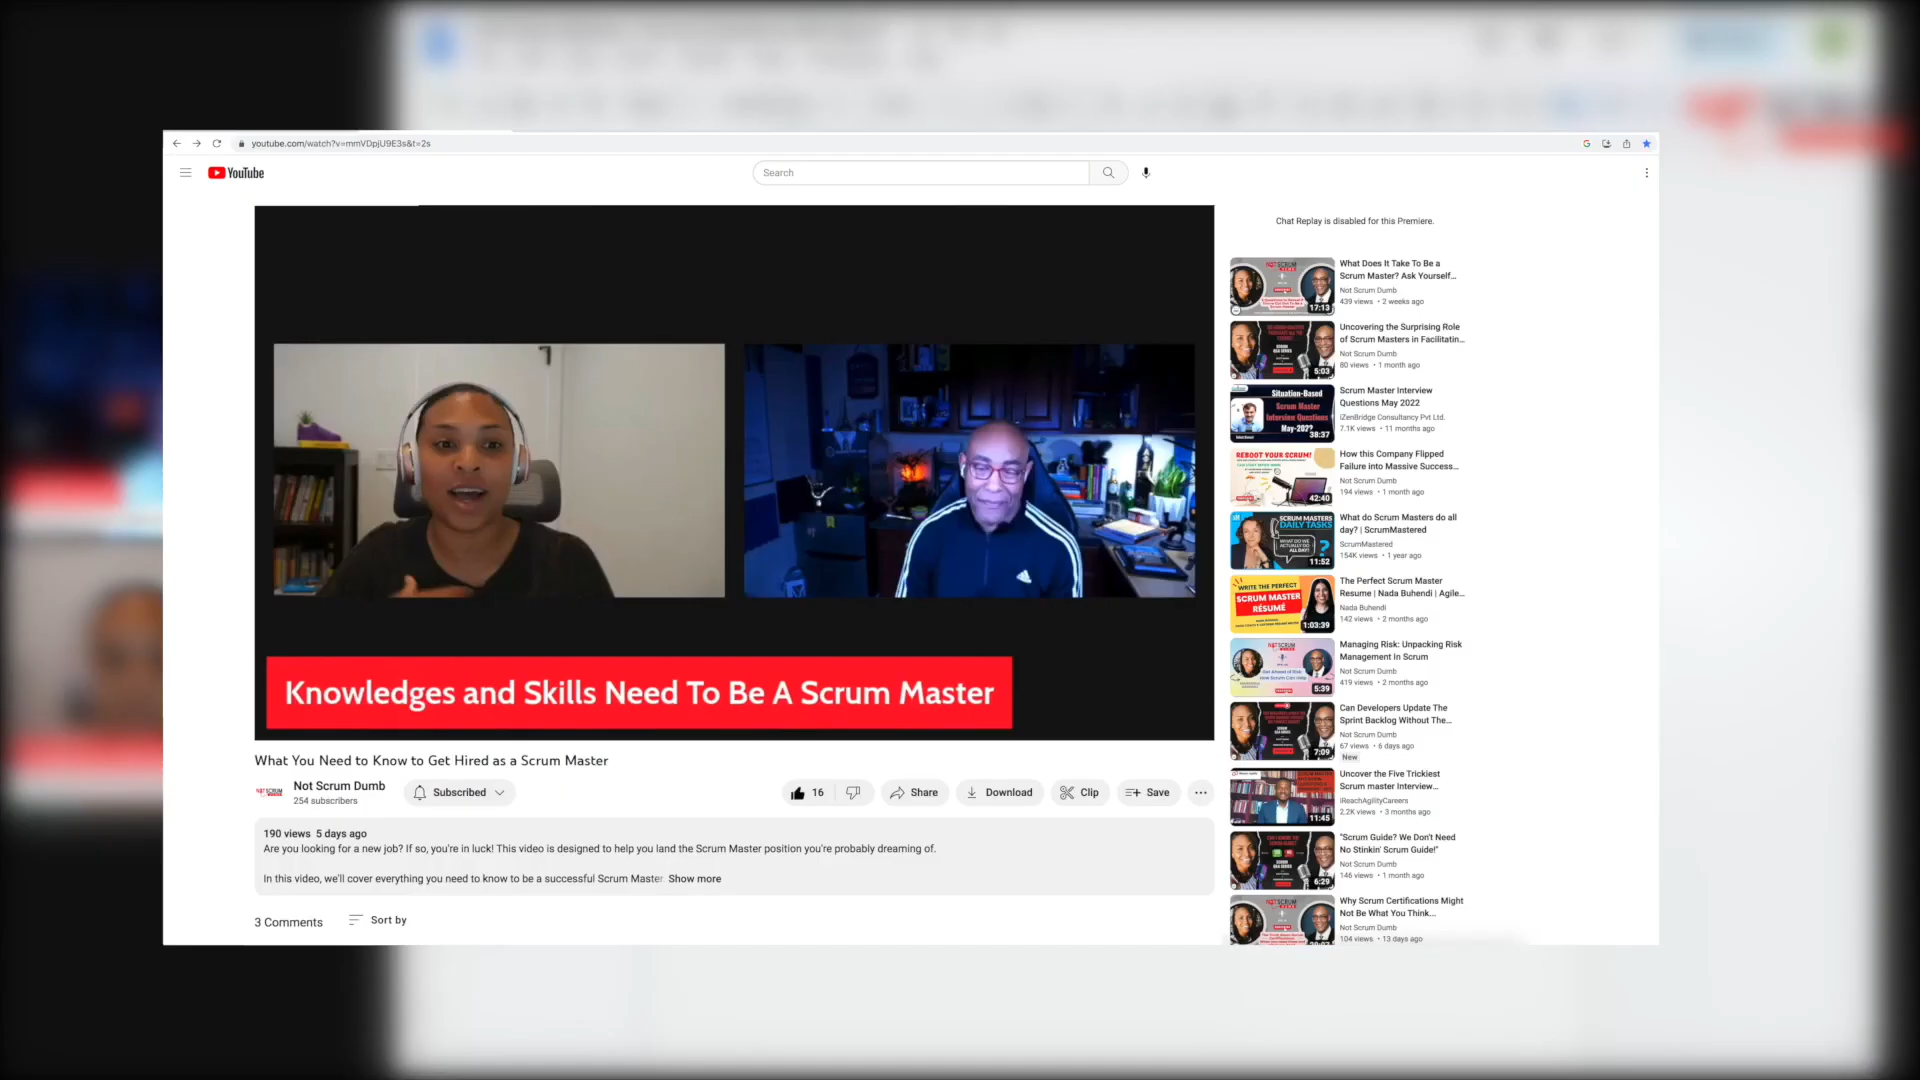 youtube.com/watch?v=mmVDpjU9E3s&t=2s
YouTube
Search
Chat Replay is disabled for this Premiere.
Knowledges and Skills Need To Be A Scrum Master
What You Need to Know to Get Hired as a Scrum Master
Not Scrum Dumb
254 subscribers
Subscribed
16
Share
Download
Clip
Save
190 views 5 days ago
Are you looking for a new job? If so, you're in luck! This video is designed to help you land the Scrum Master position you're probably dreaming of.
In this video, we'll cover everything you need to know to be a successful Scrum Master. Show more
3 Comments
Sort by
17:13
What Does It Take To Be a
Scrum Master? Ask Yourself...
Not Scrum Dumb
439 views • 2 weeks ago
5:03
Uncovering the Surprising Role
of Scrum Masters in Facilitatin...
Not Scrum Dumb
80 views • 1 month ago
Situation-Based
Scrum Master
Interview Questions
May-202?
38:37
Scrum Master Interview
Questions May 2022
iZenBridge Consultancy Pvt Ltd.
7.1K views • 11 months ago
REBOOT YOUR SCRUM!
42:40
How this Company Flipped
Failure into Massive Success...
Not Scrum Dumb
194 views • 1 month ago
SCRUM MASTERS
DAILY TASKS
WHAT DO WE
ACTUALLY DO
ALL DAY?
?
11:52
What do Scrum Masters do all
day? | ScrumMastered
ScrumMastered
154K views • 1 year ago
WRITE THE PERFECT
SCRUM MASTER
RÉSUMÉ
1:03:39
The Perfect Scrum Master
Resume | Nada Buhendi | Agile...
Nada Buhendi
142 views • 2 months ago
5:39
Managing Risk: Unpacking Risk
Management In Scrum
Not Scrum Dumb
419 views • 2 months ago
7:09
Can Developers Update The
Sprint Backlog Without The...
Not Scrum Dumb
67 views • 6 days ago
New
11:45
Uncover the Five Trickiest
Scrum master Interview...
iReachAgilityCareers
2.2K views • 3 months ago
6:29
"Scrum Guide? We Don't Need
No Stinkin' Scrum Guide!"
Not Scrum Dumb
146 views • 1 month ago
Why Scrum Certifications Might
Not Be What You Think...
Not Scrum Dumb
104 views • 13 days ago